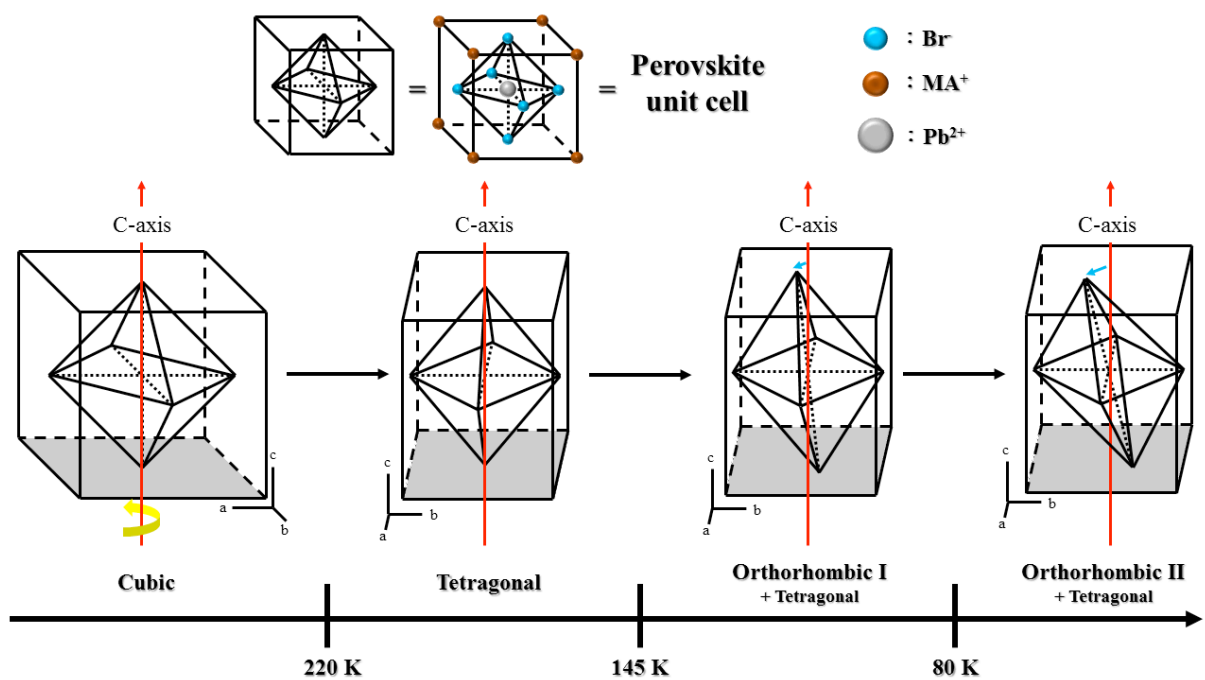 = = Perovskite
unit cell
: Br-
: MA+
: Pb2+
C-axis C-axis C-axis C-axis
c
a
b
c
b
a
c
b
a
c
b
a
Cubic Tetragonal Orthorhombic I Orthorhombic II
+ Tetragonal + Tetragonal
220 K 145 K 80 K